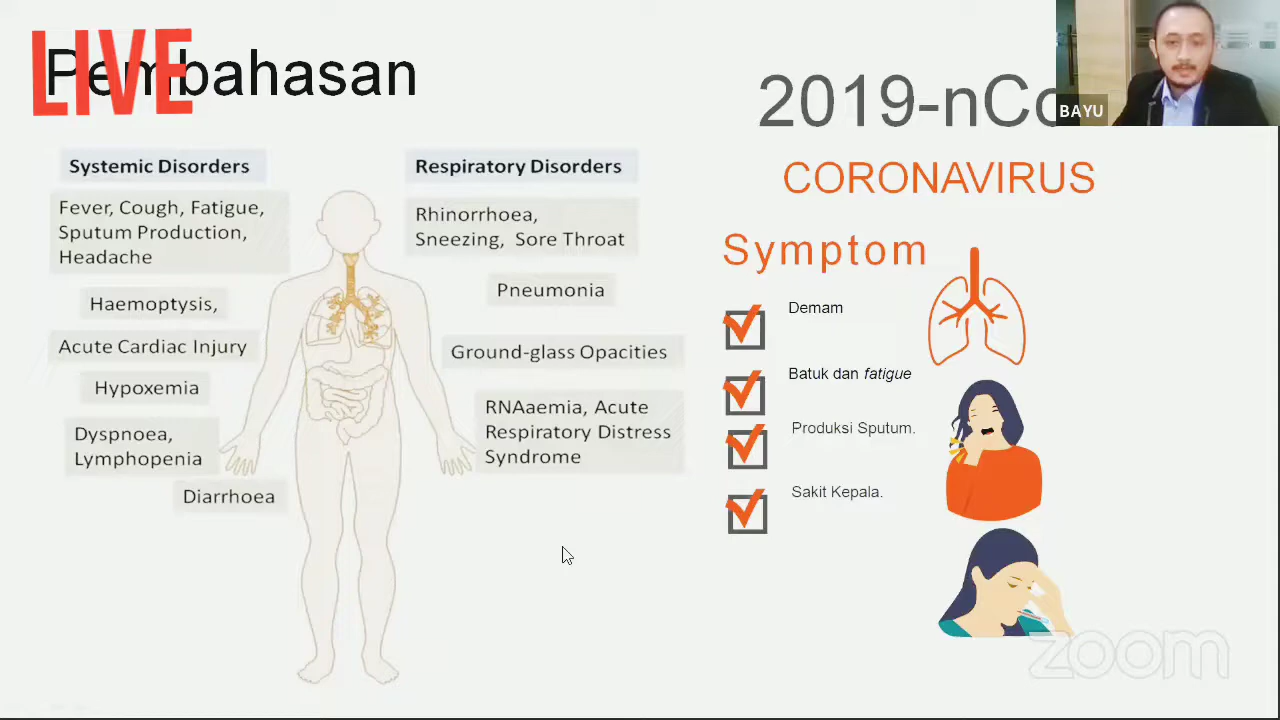 LIVE
Pembahasan
Systemic Disorders
Fever, Cough, Fatigue,
Sputum Production,
Headache
Haemoptysis,
Acute Cardiac Injury
Hypoxemia
Dyspnoea,
Lymphopenia
Diarrhoea
Respiratory Disorders
Rhinorrhoea,
Sneezing, Sore Throat
Pneumonia
Ground-glass Opacities
RNAaemia, Acute
Respiratory Distress
Syndrome
2019-nCo
CORONAVIRUS
Symptom
Demam
Batuk dan fatigue
Produksi Sputum.
Sakit Kepala.
BAYU
zoom